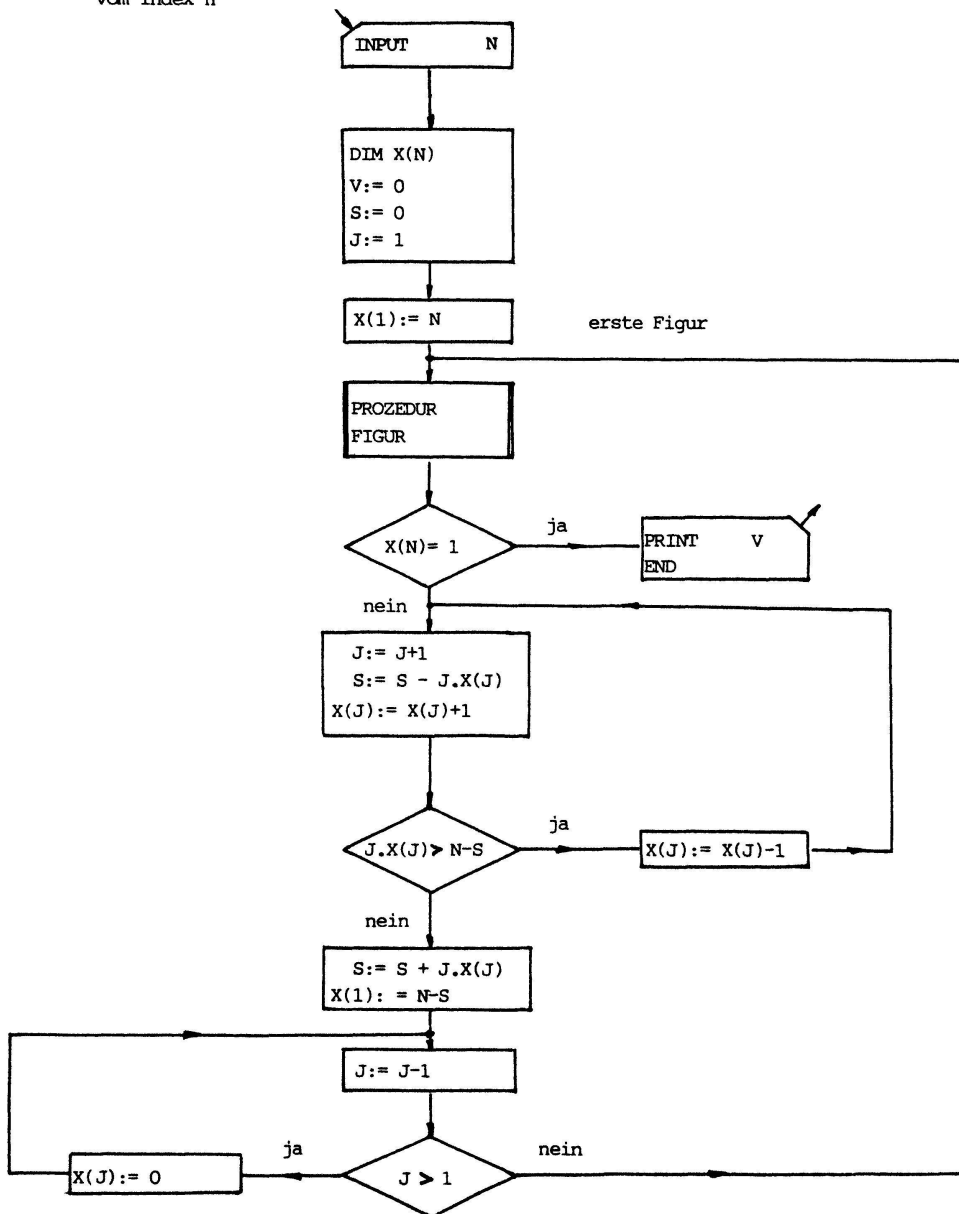 vom Index n
INPUT N
DIM X(N)
V:= 0
S:= 0
J:= 1
X(1):= N
erste Figur
PROZEDUR
FIGUR
X(N)= 1
ja
PRINT V
END
nein
J:= J+1
S:= S - J.X(J)
X(J):= X(J)+1
J.X(J)> N-S
ja
X(J):= X(J)-1
nein
S:= S + J.X(J)
X(1): = N-S
J:= J-1
J > 1
ja
nein
X(J):= 0